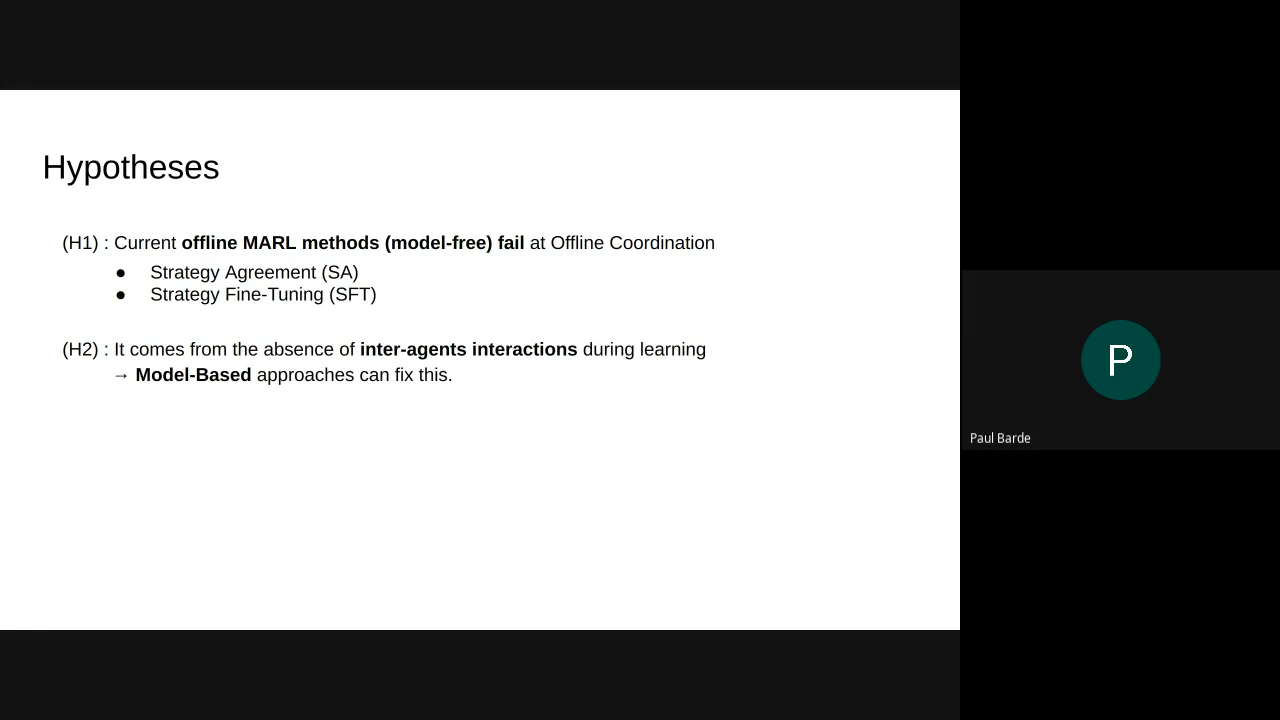 Hypotheses
(H1) : Current offline MARL methods (model-free) fail at Offline Coordination
● Strategy Agreement (SA)
● Strategy Fine-Tuning (SFT)
(H2) : It comes from the absence of inter-agents interactions during learning
→ Model-Based approaches can fix this.
P
Paul Barde